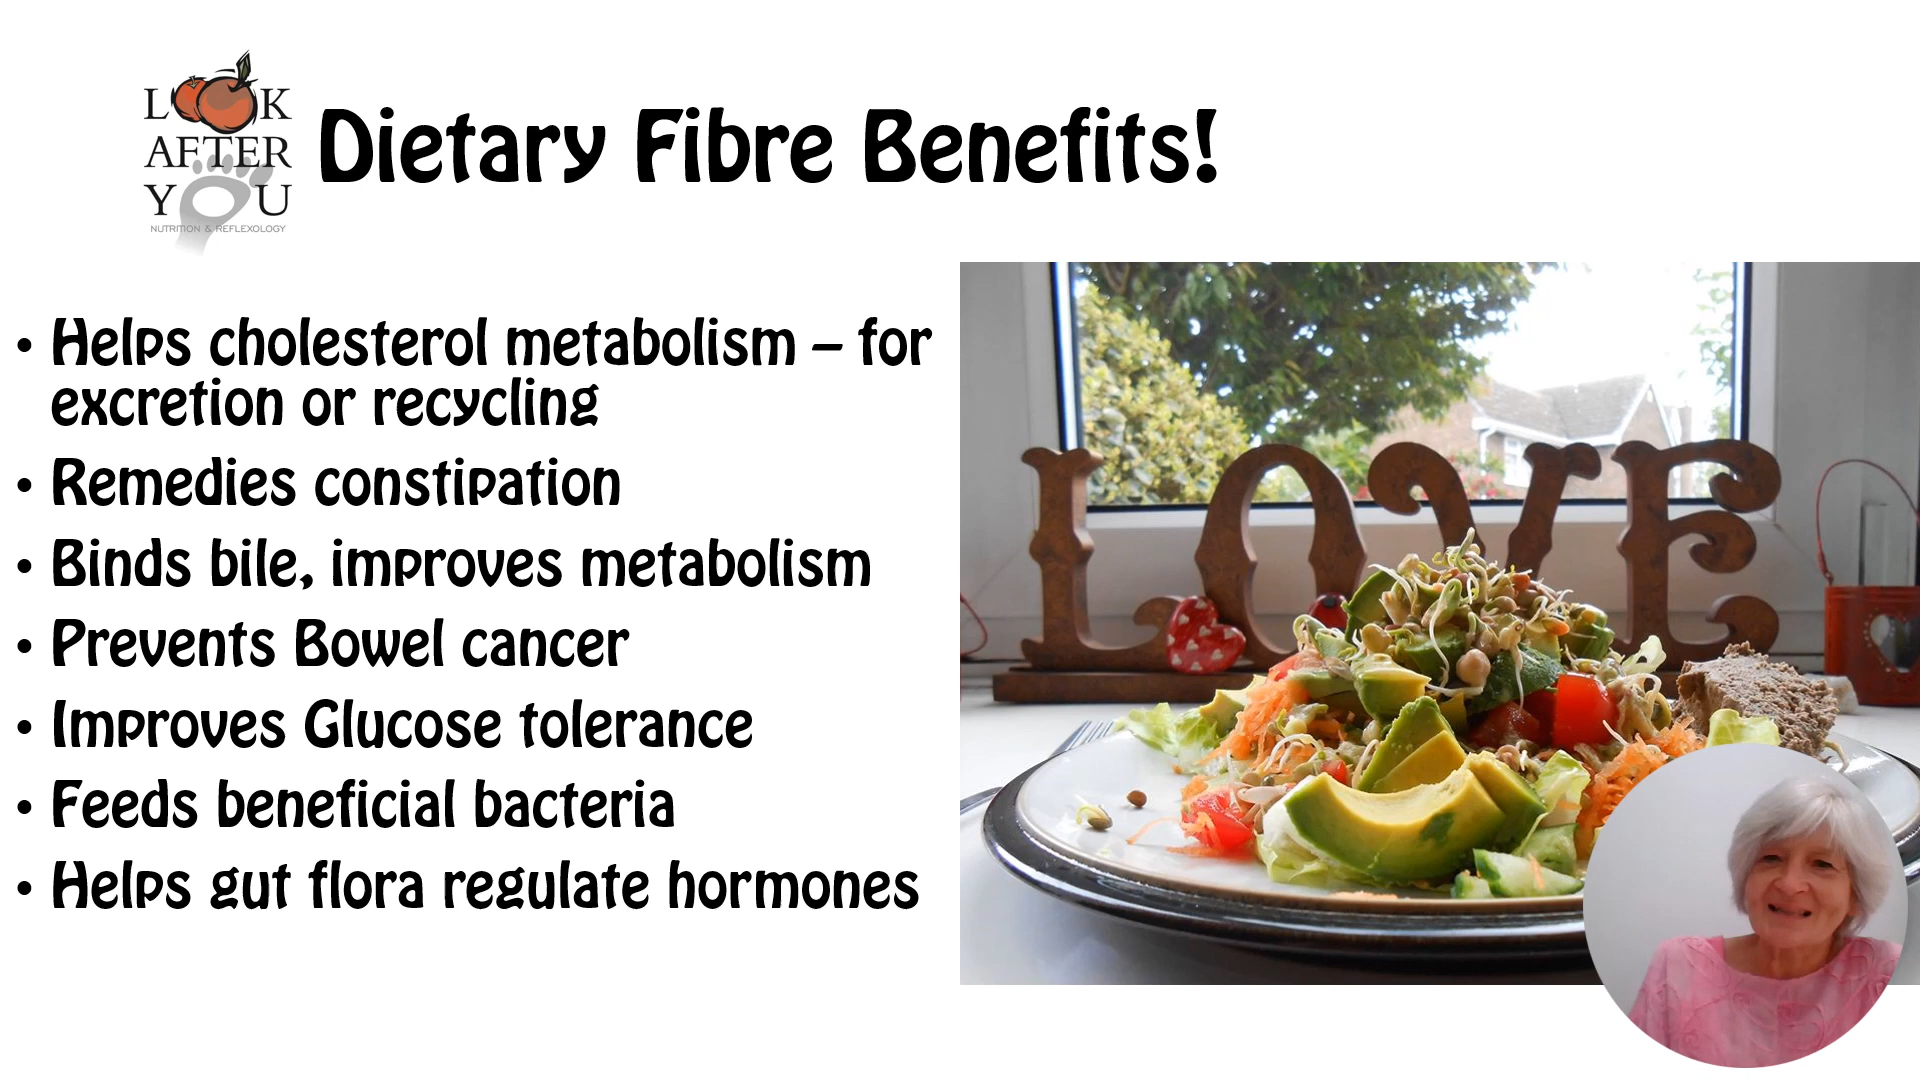 LOOK
AFTER
YOU
NUTRITION & REFLEXOLOGY
Dietary Fibre Benefits!
• Helps cholesterol metabolism – for
excretion or recycling
• Remedies constipation
• Binds bile, improves metabolism
• Prevents Bowel cancer
• Improves Glucose tolerance
• Feeds beneficial bacteria
• Helps gut flora regulate hormones
LOVE